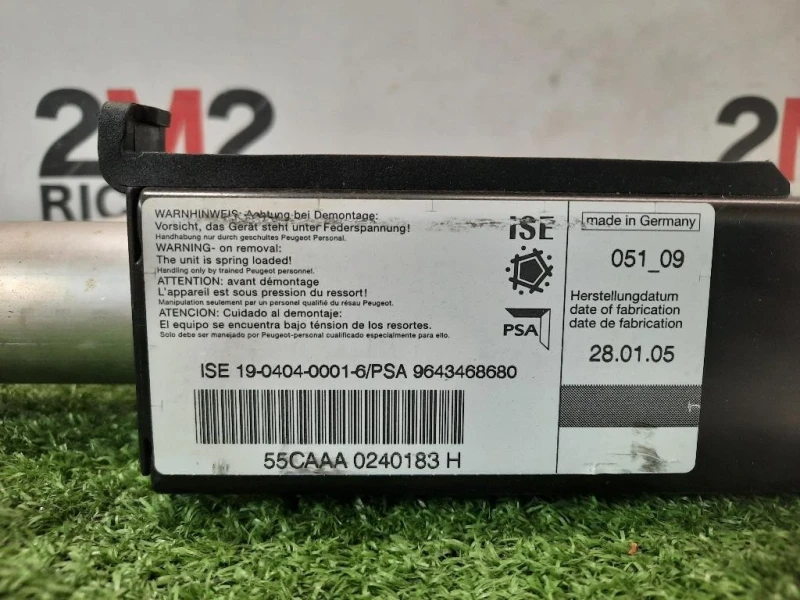 2M2
RIC
2
WARNHINWEIS: Achtung bei Demontage:
Vorsicht, das Gerät steht unter Federspannung!
Handhabung nur durch geschultes Peugeot Personal.
WARNING- on removal:
The unit is spring loaded!
Handling only by trained Peugeot personnel.
ATTENTION: avant démontage
L'appareil est sous pression du ressort!
Manipulation seulement par un personal qualifié du résau Peugeot.
ATENCION: Cuidado al demontaje:
El equipo se encuentra bajo ténsion de los resortes.
Solo debe ser manejado por Peugeot-personal cualificado especialmente para ello.
iSE
PSA
made in Germany
051_09
Herstellungdatum
date of fabrication
date de fabrication
28.01.05
ISE 19-0404-0001-6/PSA 9643468680
55CAAA 0240183 H